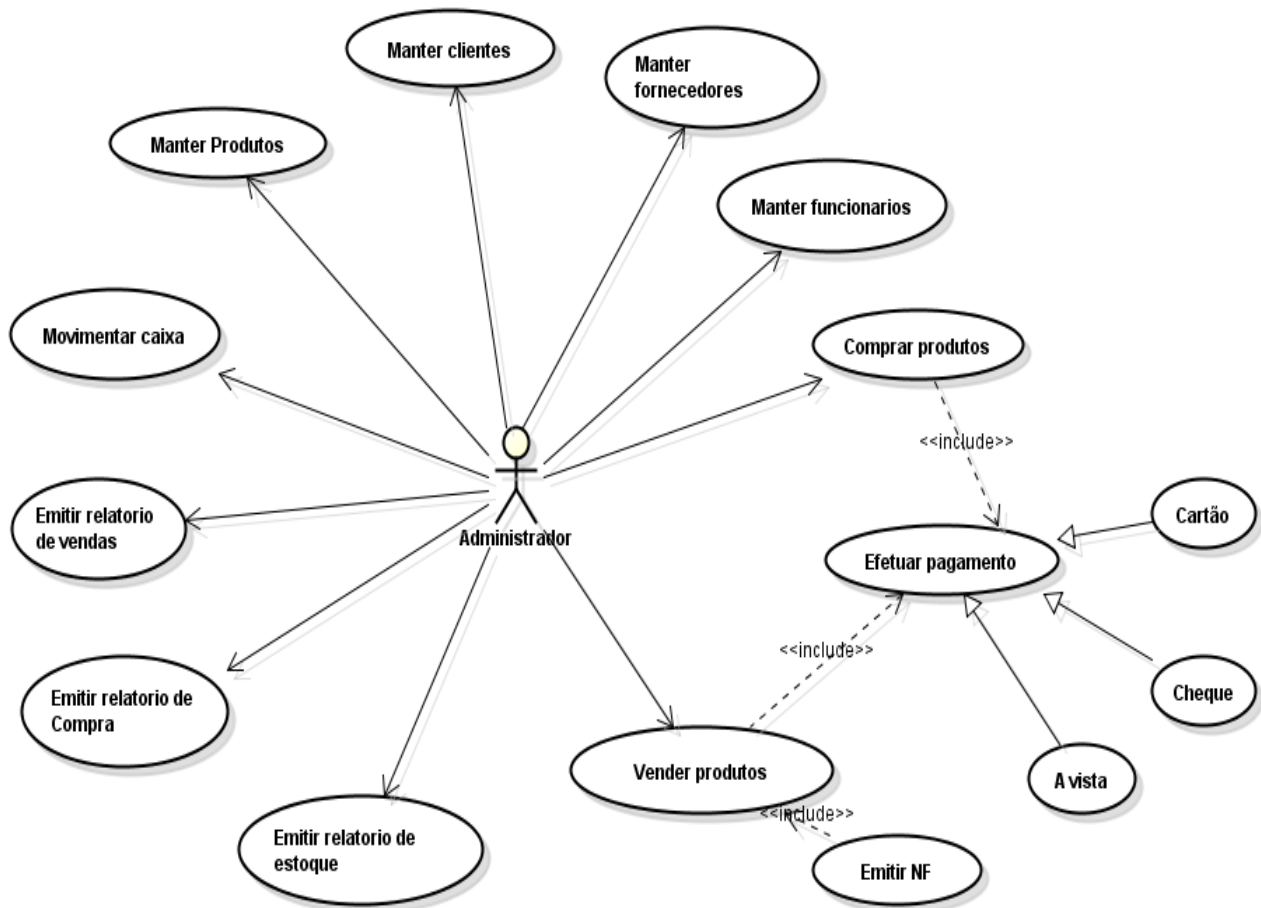 Manter clientes
Manter
fornecedores
Manter Produtos
Manter funcionarios
Movimentar caixa
Comprar produtos
<<include>>
Cartão
Emitir relatorio
de vendas
Administrador
Efetuar pagamento
<<include>>
Cheque
Emitir relatorio de
Compra
Vender produtos
A vista
<<include>>
Emitir relatorio de
estoque
Emitir NF